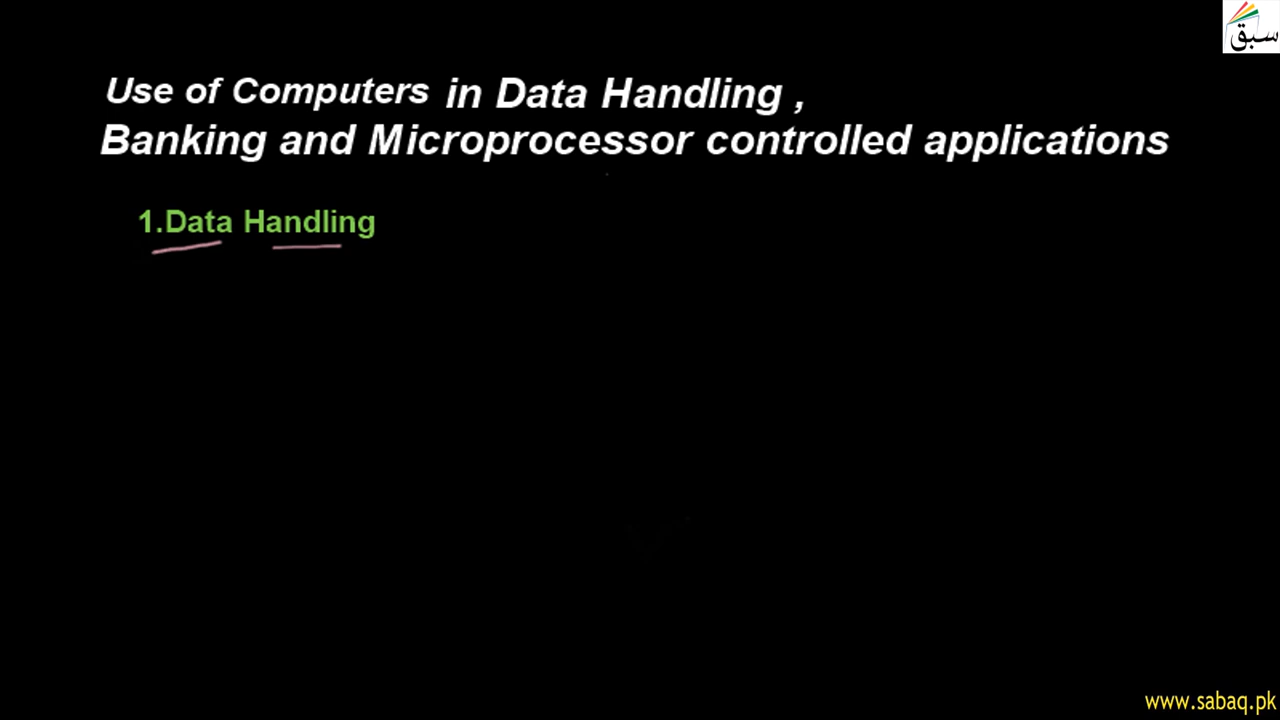 سبق
Use of Computers in Data Handling ,
Banking and Microprocessor controlled applications
1.Data Handling
www.sabaq.pk